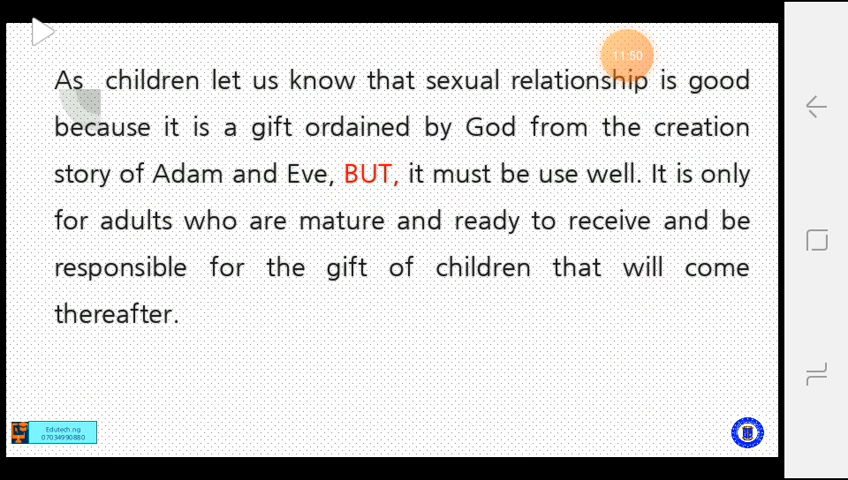 11:50
As children let us know that sexual relationship is good
because it is a gift ordained by God from the creation
story of Adam and Eve, BUT, it must be use well. It is only
for adults who are mature and ready to receive and be
responsible for the gift of children that will come
thereafter.
Edutech.ng
07034990880